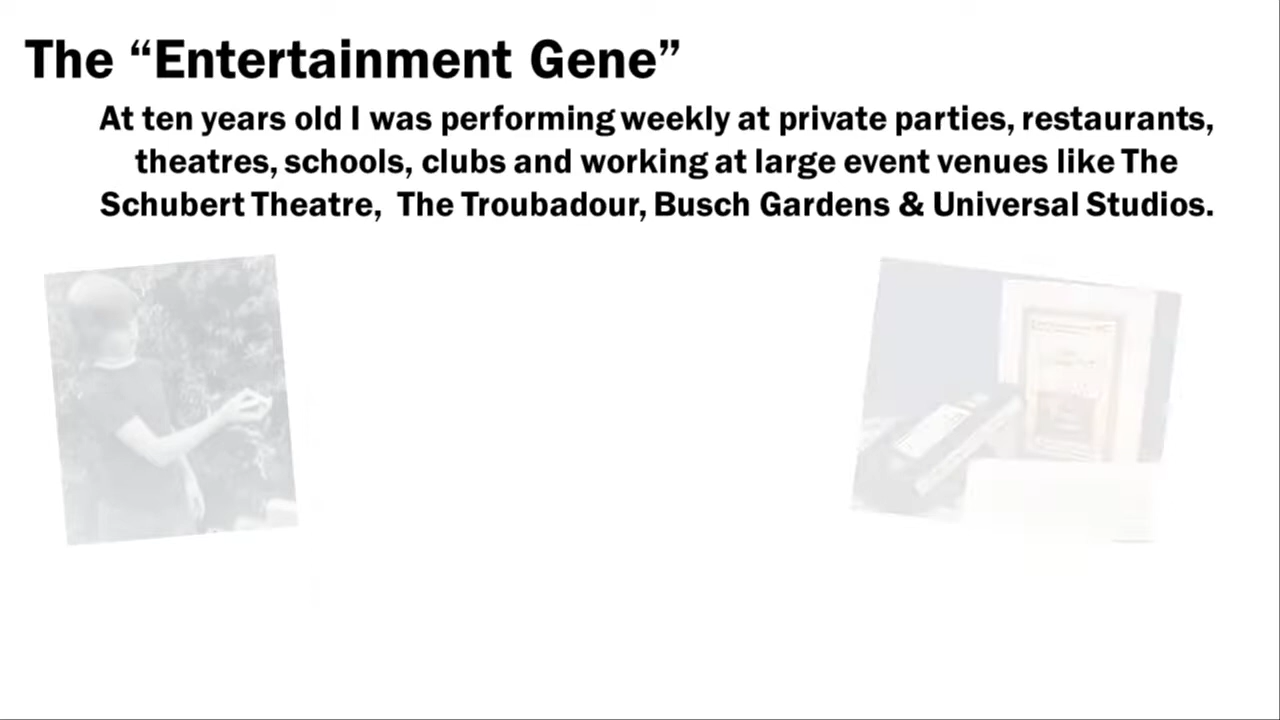 The “Entertainment Gene”
At ten years old I was performing weekly at private parties, restaurants,
theatres, schools, clubs and working at large event venues like The
Schubert Theatre, The Troubadour, Busch Gardens & Universal Studios.